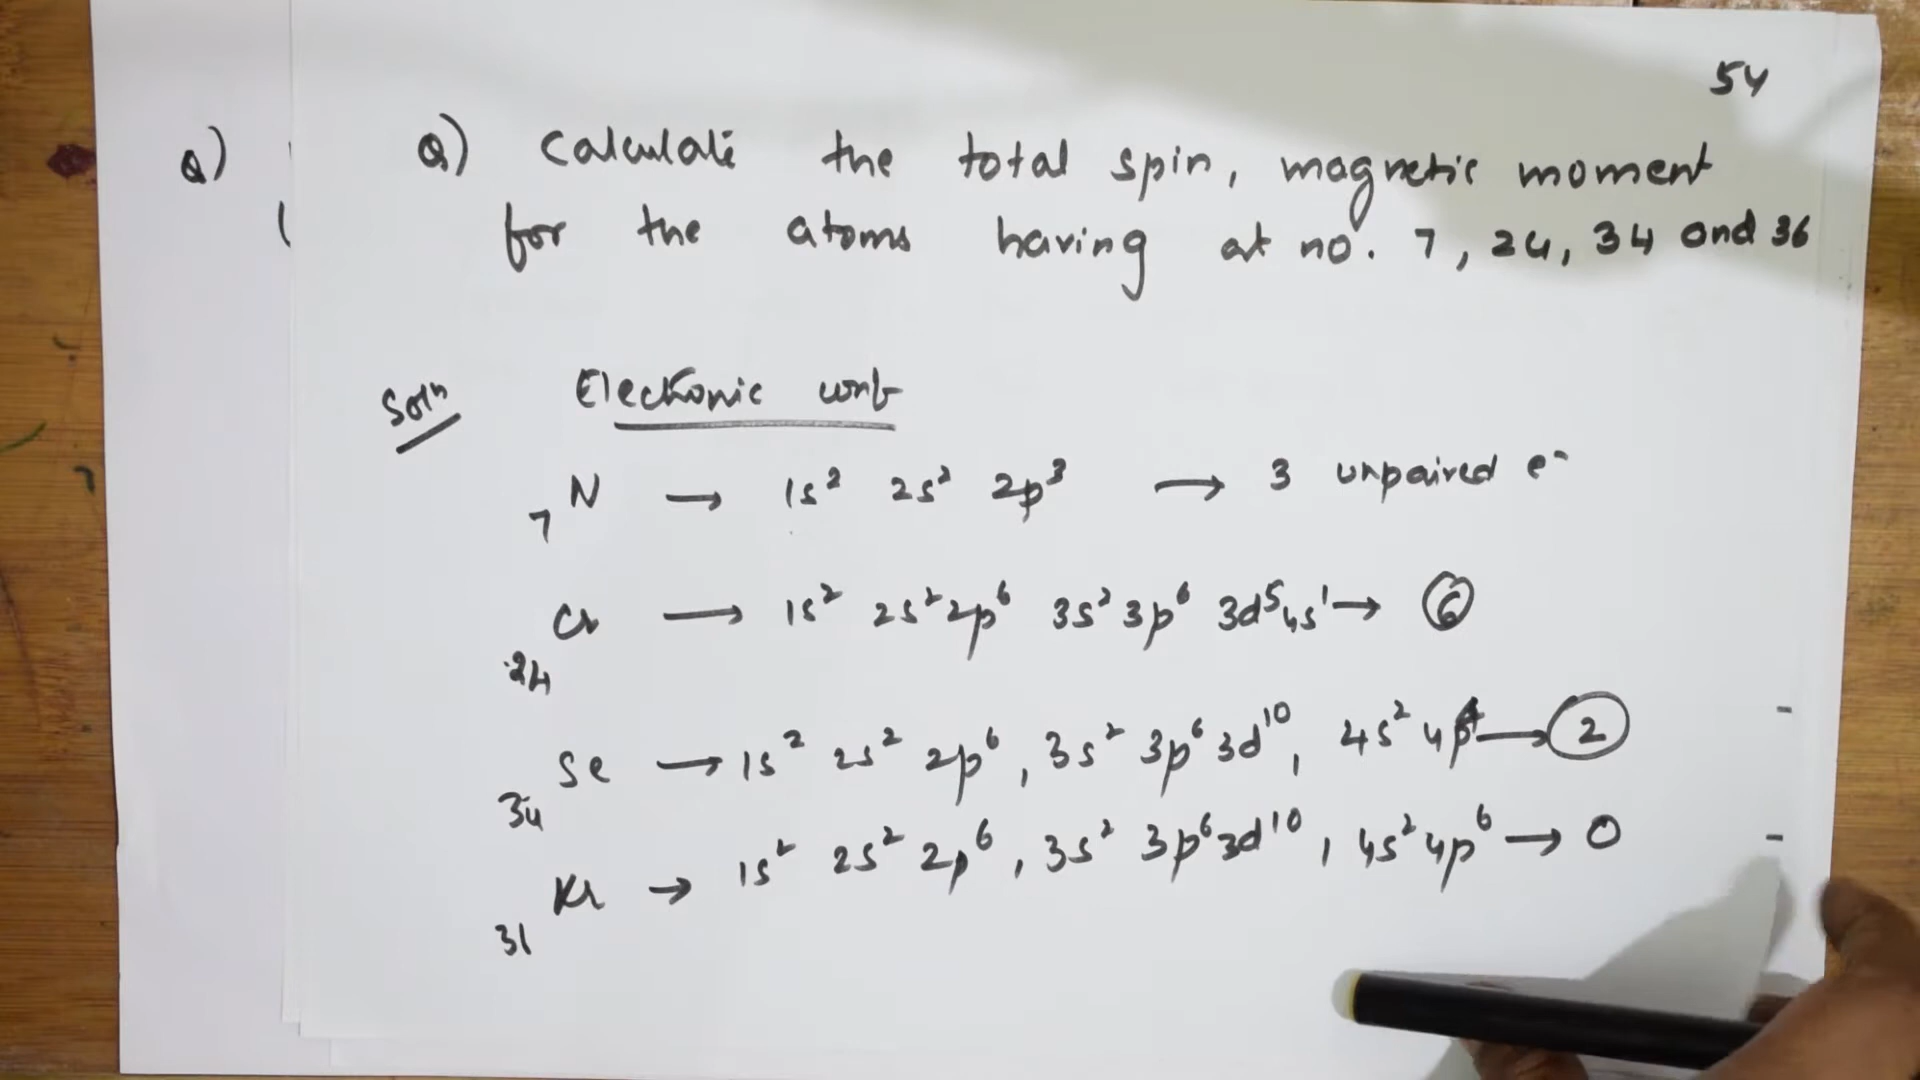 54
Q)
Q) Calculate the total spin, magnetic moment
for the atoms having at no. 7, 24, 34 and 36
Soln Electronic conf
₇N → 1s² 2s² 2p³ → 3 unpaired e⁻
₂₄Cr → 1s² 2s² 2p⁶ 3s² 3p⁶ 3d⁵ 4s¹ → 6
₃₄Se → 1s² 2s² 2p⁶, 3s² 3p⁶ 3d¹⁰, 4s² 4p⁴ → 2
₃₁Kr → 1s² 2s² 2p⁶, 3s² 3p⁶ 3d¹⁰, 4s² 4p⁶ → 0